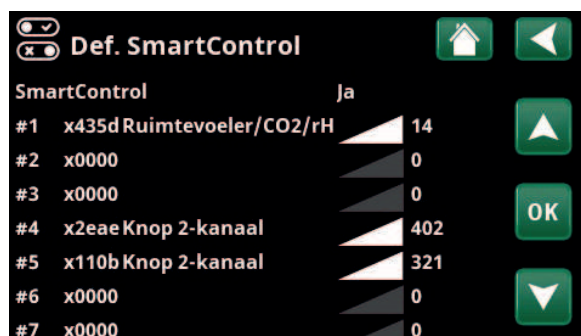 Def. SmartControl
SmartControl Ja
#1 x435d Ruimtevoeler/CO2/rH 14
#2 x0000 0
#3 x0000 0
#4 x2eae Knop 2-kanaal 402
#5 x110b Knop 2-kanaal 321
#6 x0000 0
#7 x0000 0
OK